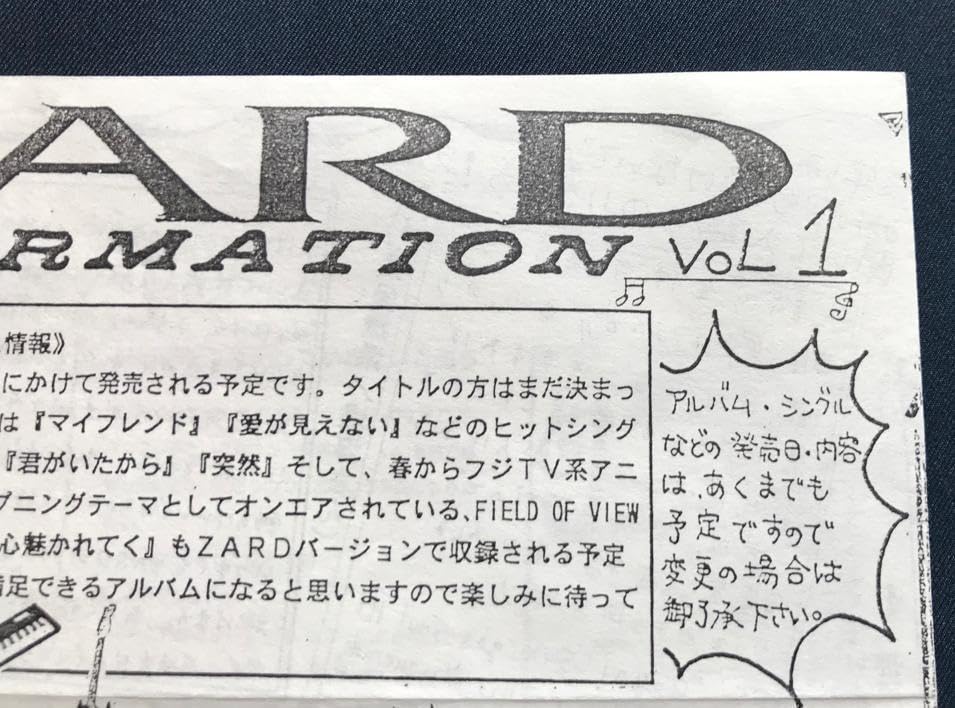 ARD
RMATION VOL 1
情報》
にかけて発売される予定です。タイトルの方はまだ決まっ
は『マイフレンド』『愛が見えない』などのヒットシング
『君がいたから』『突然』そして、春からフジTV系アニ
プニングテーマとしてオンエアされている、FIELD OF VIEW
心魅かれてく』もZARDバージョンで収録される予定
足できるアルバムになると思いますので楽しみに待って
アルバム・シングル
などの発売日・内容
は、あくまでも
予定ですので
変更の場合は
御了承下さい。